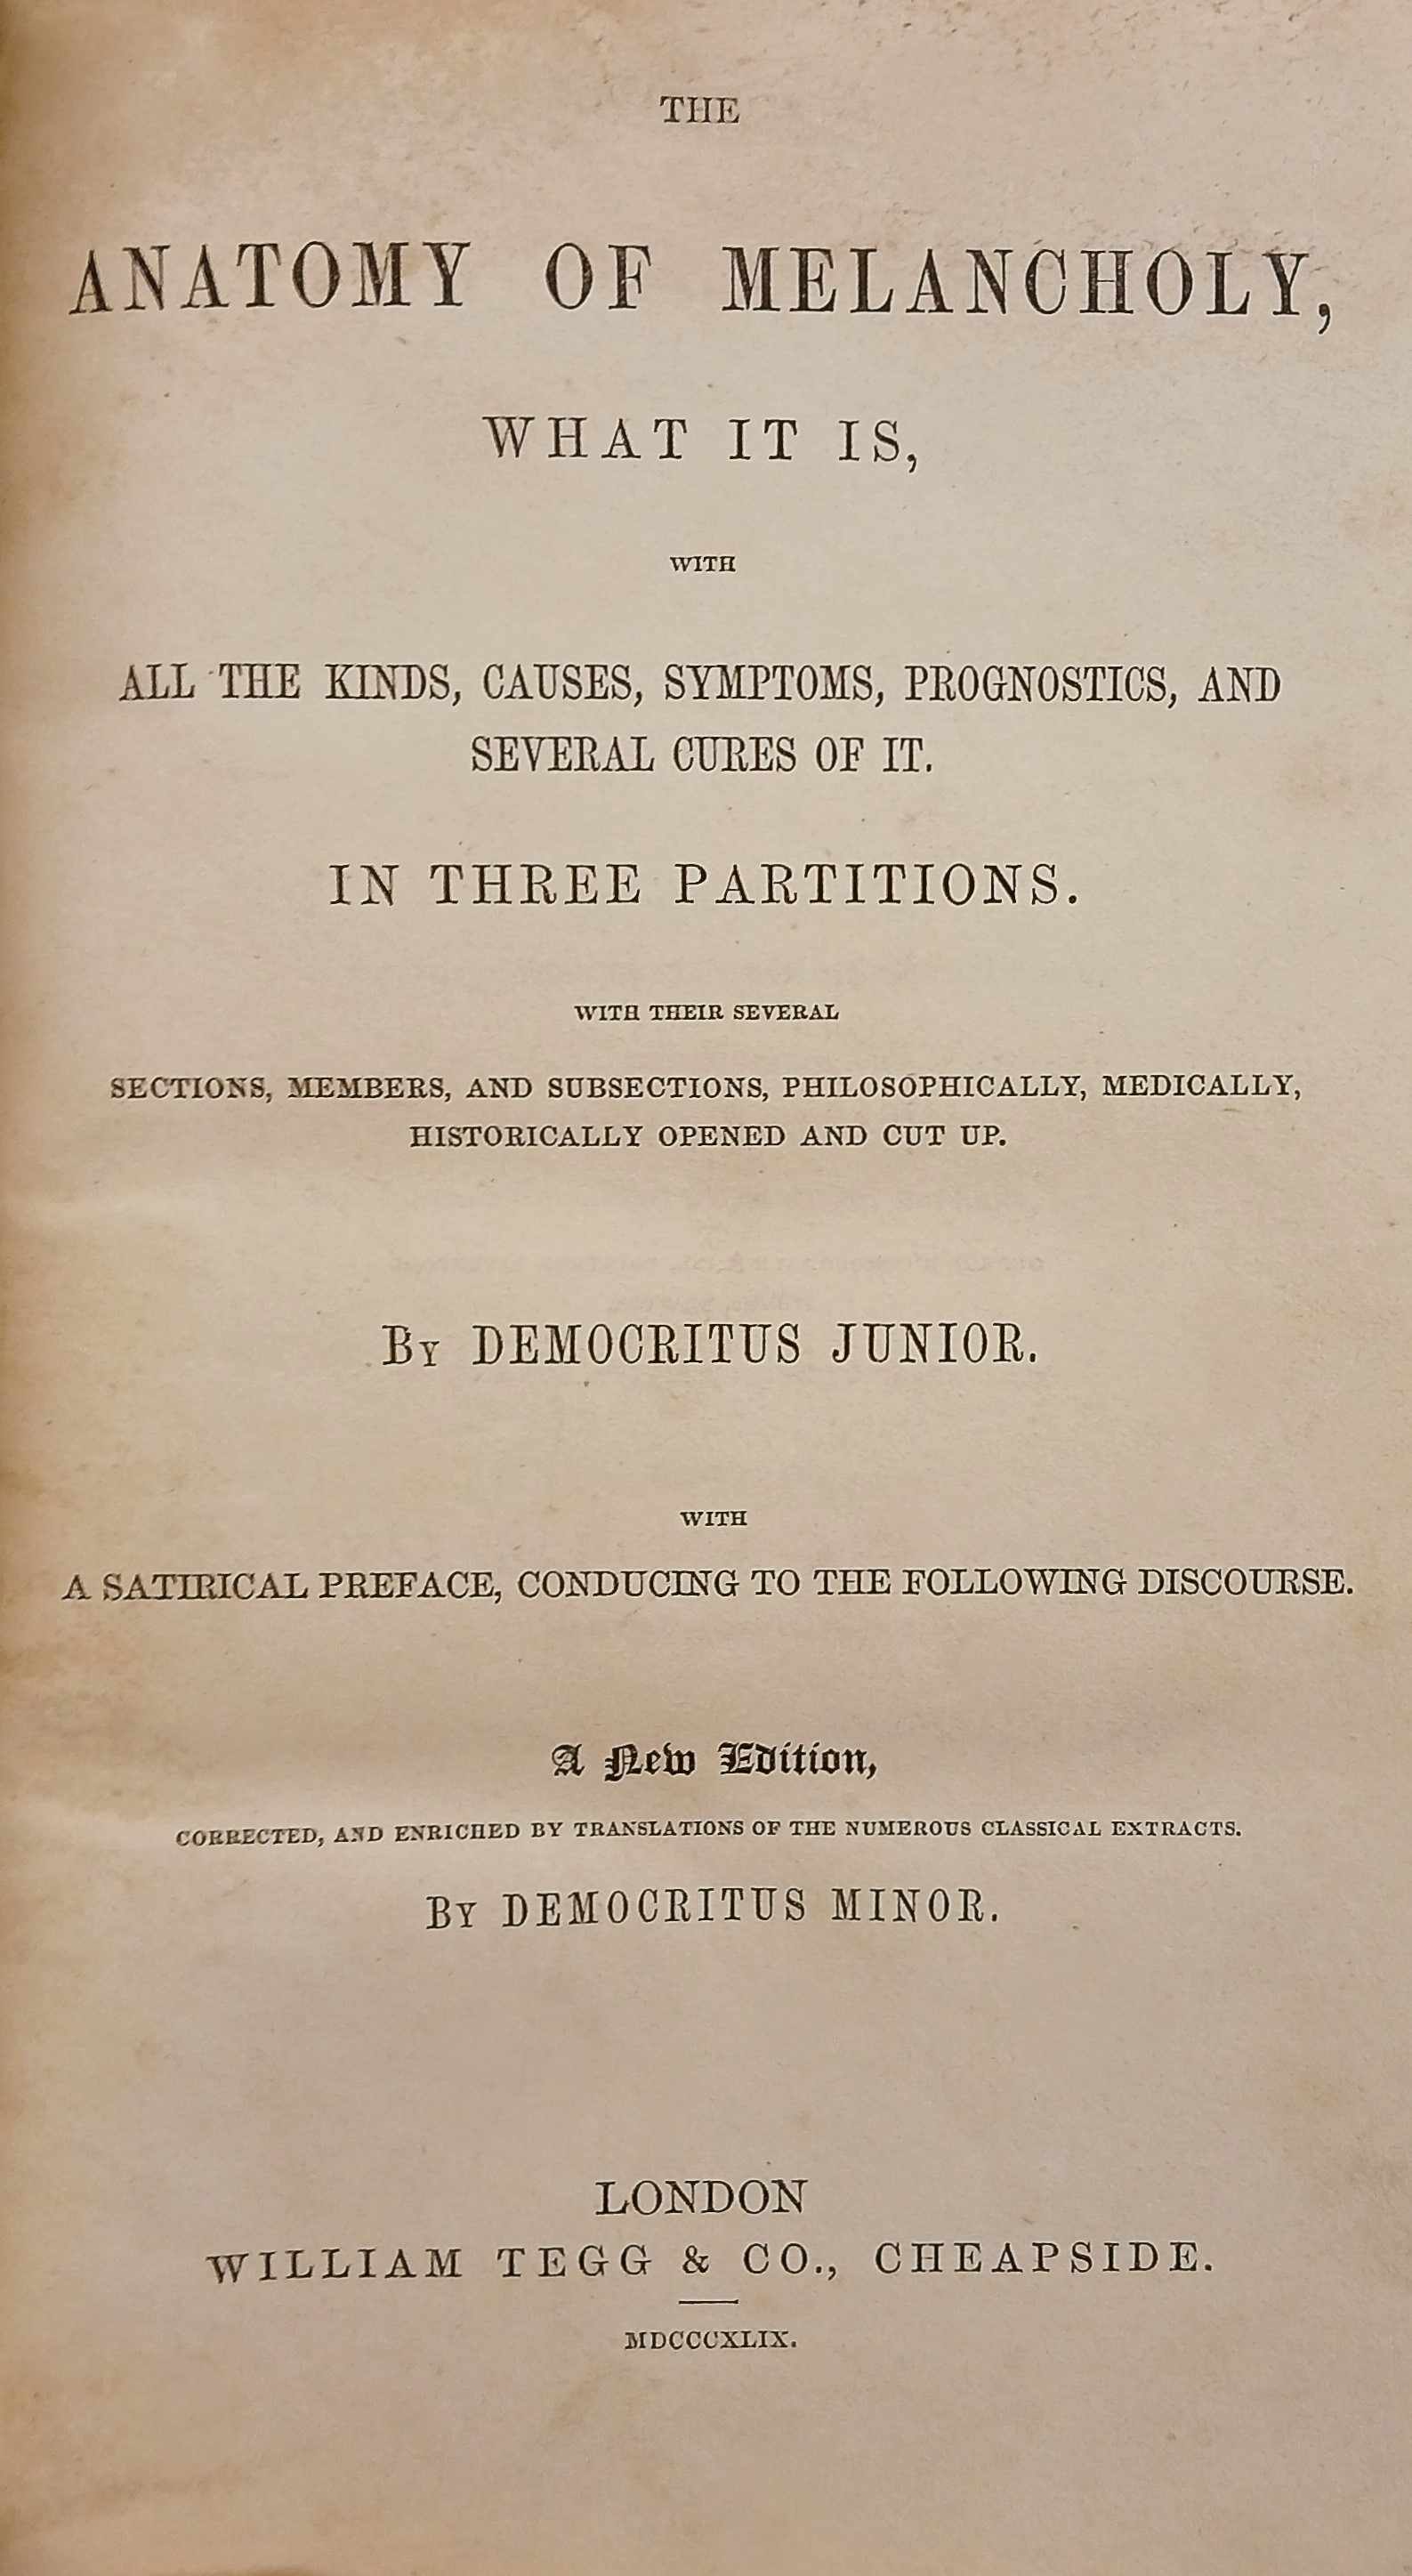 THE
ANATOMY OF MELANCHOLY,
WHAT IT IS,
WITH
ALL THE KINDS, CAUSES, SYMPTOMS, PROGNOSTICS, AND
SEVERAL CURES OF IT.
IN THREE PARTITIONS.
WITH THEIR SEVERAL
SECTIONS, MEMBERS, AND SUBSECTIONS, PHILOSOPHICALLY, MEDICALLY,
HISTORICALLY OPENED AND CUT UP.
BY DEMOCRITUS JUNIOR.
WITH
A SATIRICAL PREFACE, CONDUCING TO THE FOLLOWING DISCOURSE.
A New Edition,
CORRECTED, AND ENRICHED BY TRANSLATIONS OF THE NUMEROUS CLASSICAL EXTRACTS.
BY DEMOCRITUS MINOR.
LONDON
WILLIAM TEGG & CO., CHEAPSIDE.
MDCCCXLIX.